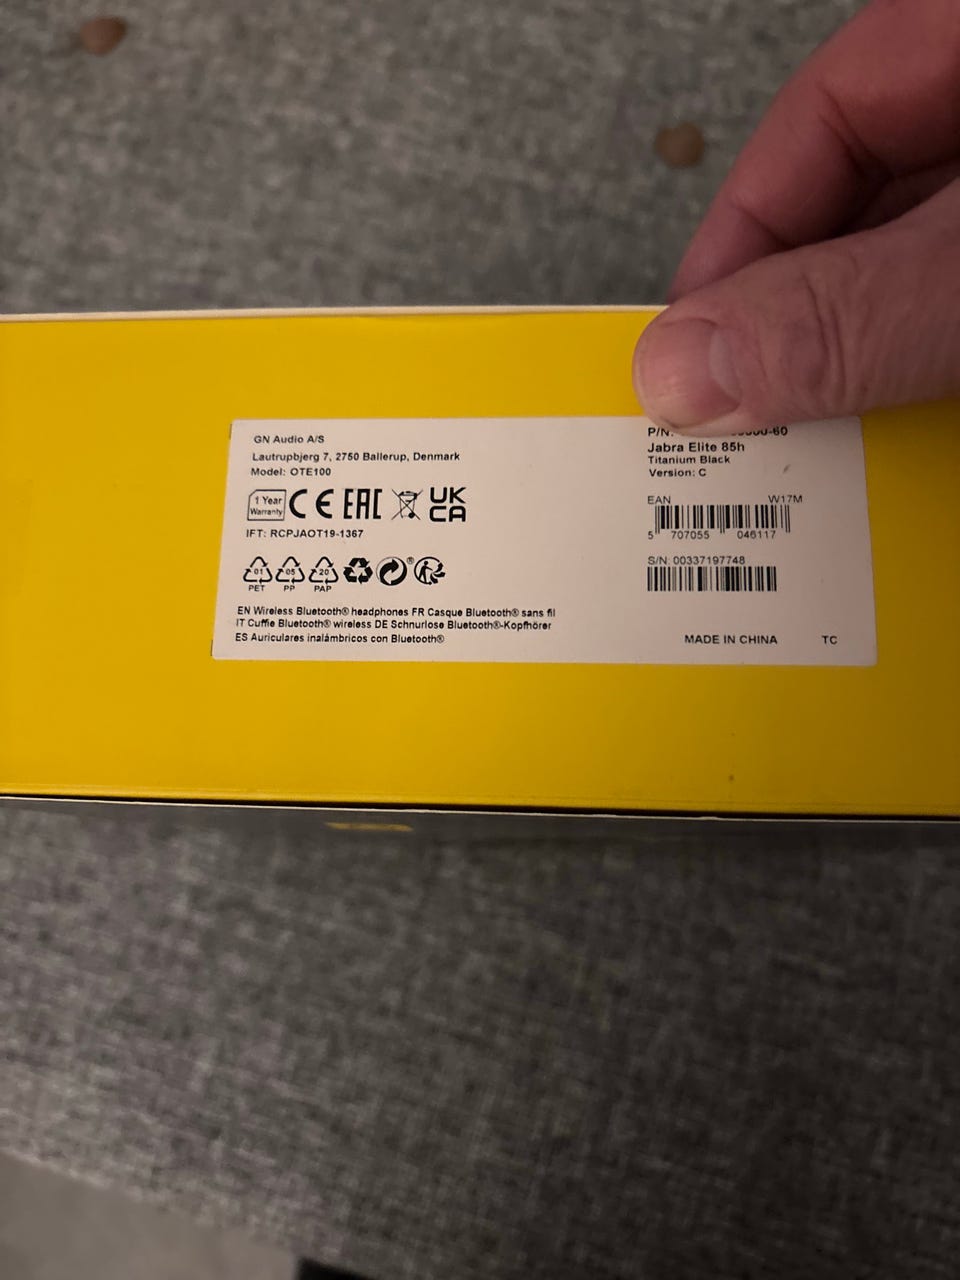 GN Audio A/S
Lautrupbjerg 7, 2750 Ballerup, Denmark
Model: OTE100
1 Year
Warranty
CE EAC UK
CA
IFT: RCPJAOT19-1367
01 05 20
PET PP PAP
EN Wireless Bluetooth® headphones FR Casque Bluetooth® sans fil
IT Cuffie Bluetooth® wireless DE Schnurlose Bluetooth®-Kopfhörer
ES Auriculares inalámbricos con Bluetooth®
P/N:
Jabra Elite 85h
Titanium Black
Version: C
EAN W17M
5 707055 046117
S/N: 00337197748
MADE IN CHINA TC